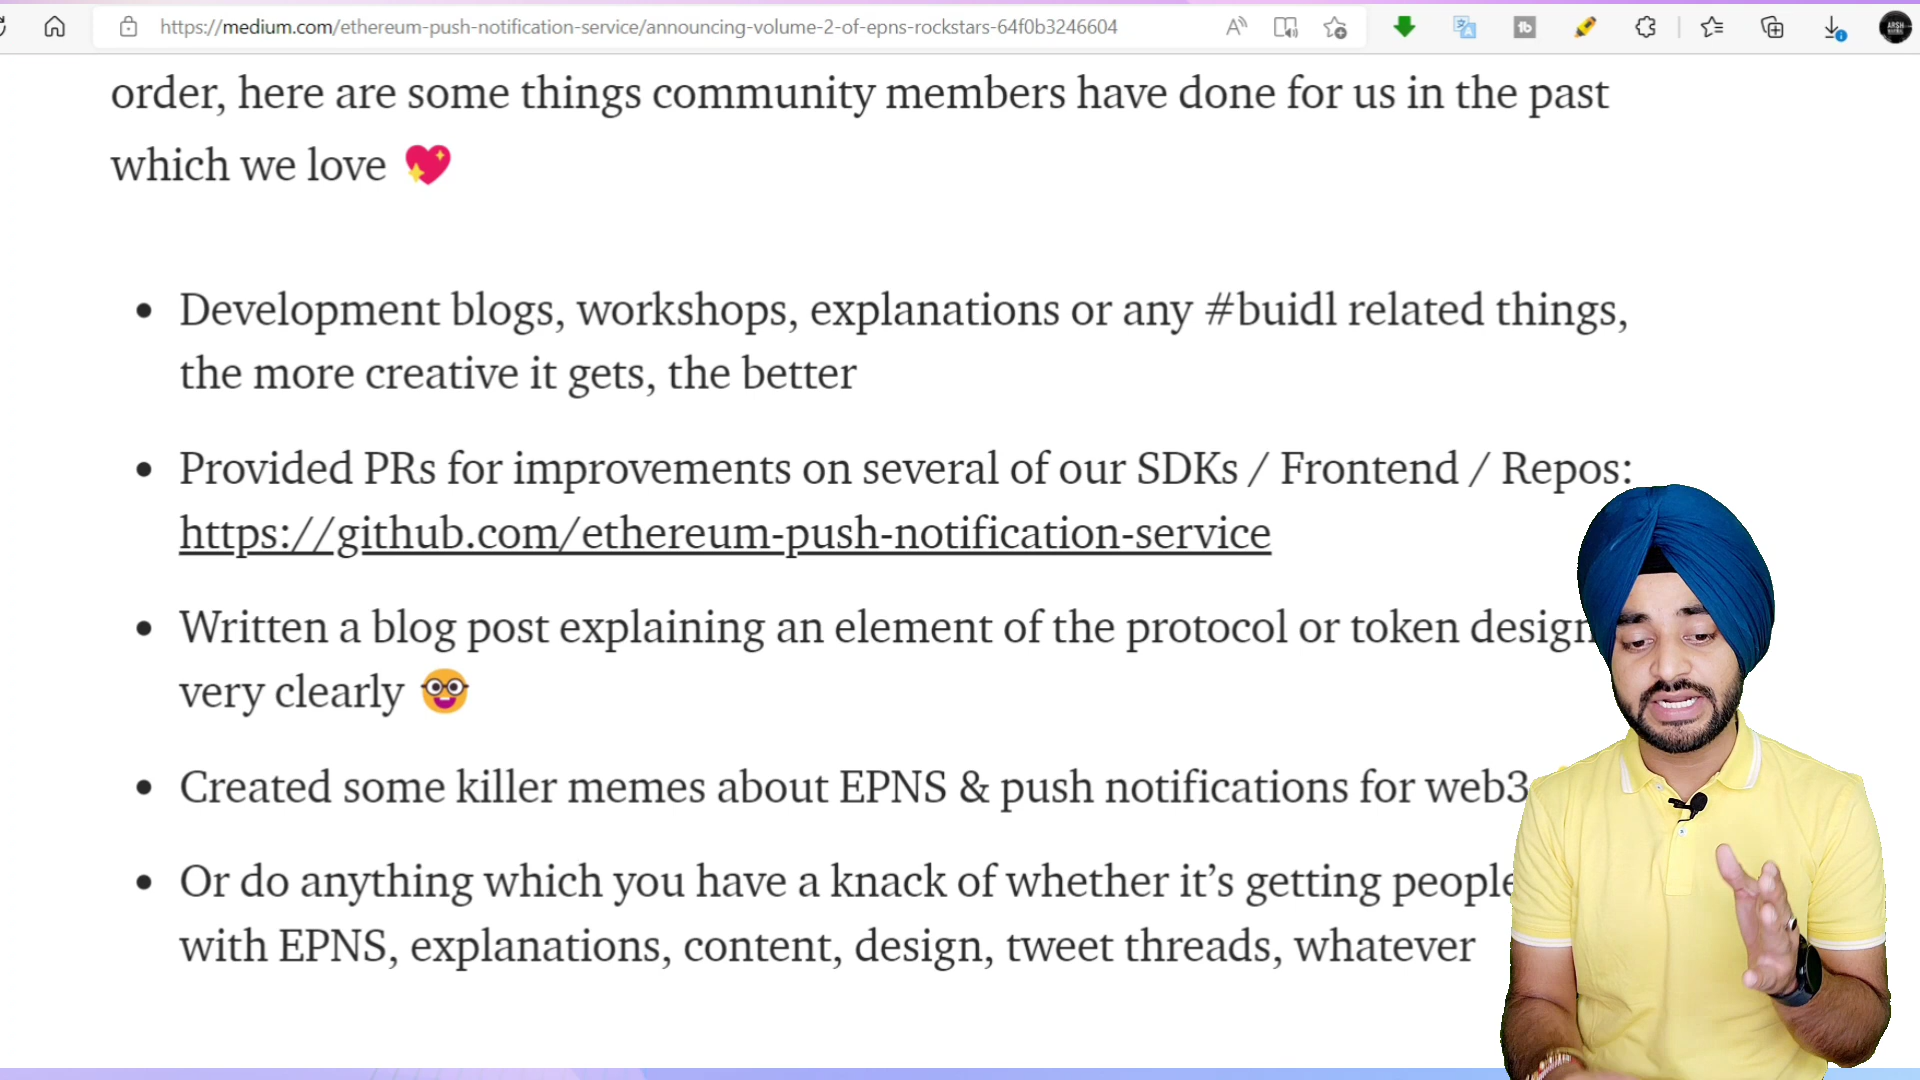 https://medium.com/ethereum-push-notification-service/announcing-volume-2-of-epns-rockstars-64f0b3246604
order, here are some things community members have done for us in the past
which we love 💖
• Development blogs, workshops, explanations or any #buidl related things,
the more creative it gets, the better
• Provided PRs for improvements on several of our SDKs / Frontend / Repos:
https://github.com/ethereum-push-notification-service
• Written a blog post explaining an element of the protocol or token design
very clearly 🤓
• Created some killer memes about EPNS & push notifications for web3
• Or do anything which you have a knack of whether it’s getting people
with EPNS, explanations, content, design, tweet threads, whatever